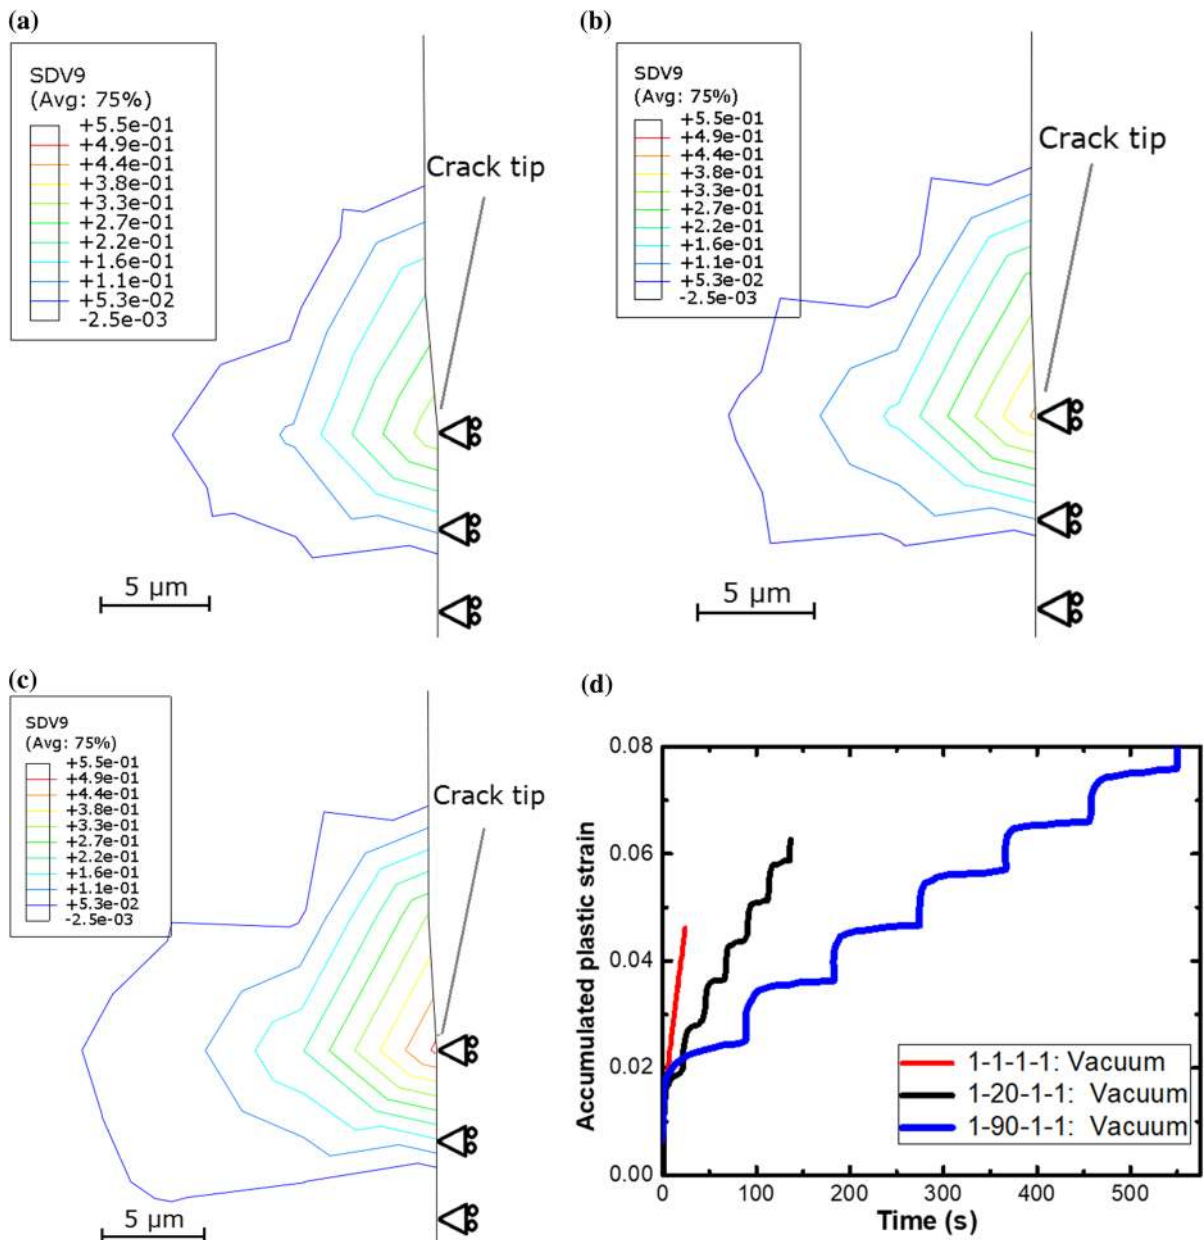 (a)
SDV9
(Avg: 75%)
+5.5e-01
+4.9e-01
+4.4e-01
+3.8e-01
+3.3e-01
+2.7e-01
+2.2e-01
+1.6e-01
+1.1e-01
+5.3e-02
-2.5e-03
Crack tip
5 µm
(b)
SDV9
(Avg: 75%)
+5.5e-01
+4.9e-01
+4.4e-01
+3.8e-01
+3.3e-01
+2.7e-01
+2.2e-01
+1.6e-01
+1.1e-01
+5.3e-02
-2.5e-03
Crack tip
5 µm
(c)
SDV9
(Avg: 75%)
+5.5e-01
+4.9e-01
+4.4e-01
+3.8e-01
+3.3e-01
+2.7e-01
+2.2e-01
+1.6e-01
+1.1e-01
+5.3e-02
-2.5e-03
Crack tip
5 µm
(d)
Accumulated plastic strain
0.08
0.06
0.04
0.02
0.00
1-1-1-1: Vacuum
1-20-1-1: Vacuum
1-90-1-1: Vacuum
0 100 200 300 400 500
Time (s)